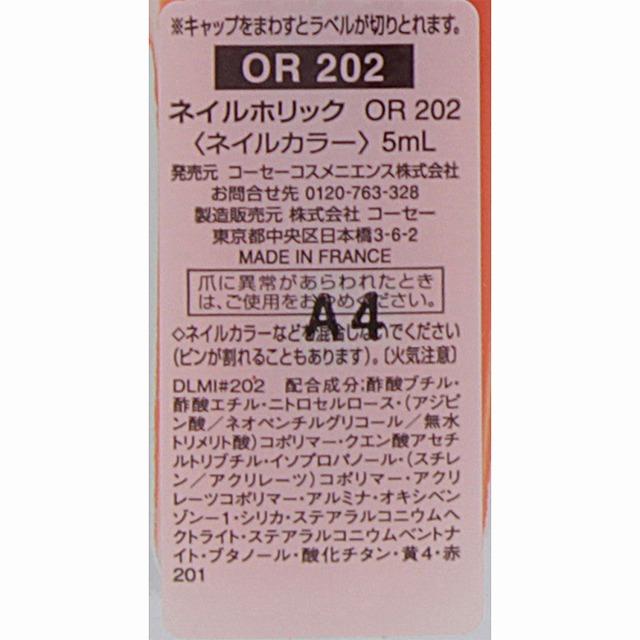 ※キャップをまわすとラベルが切りとれます。
OR 202
ネイルホリック OR 202
〈ネイルカラー〉5mL
発売元 コーセーコスメニエンス株式会社
お問合せ先 0120-763-328
製造販売元 株式会社 コーセー
東京都中央区日本橋3-6-2
MADE IN FRANCE
爪に異常があらわれたとき
は、ご使用をおやめください。
A4
◇ネイルカラーなどを混合しないでください
(ビンが割れることもあります)。〔火気注意〕
DLMI#202 配合成分;酢酸ブチル・
酢酸エチル・ニトロセルロース・(アジピ
ン酸/ネオペンチルグリコール/無水
トリメリト酸)コポリマー・クエン酸アセチ
ルトリブチル・イソプロパノール・(スチレ
ン/アクリレーツ)コポリマー・アクリ
レーツコポリマー・アルミナ・オキシベン
ゾン-1・シリカ・ステアラルコニウムヘ
クトライト・ステアラルコニウムベントナ
イト・ブタノール・酸化チタン・黄4・赤
201